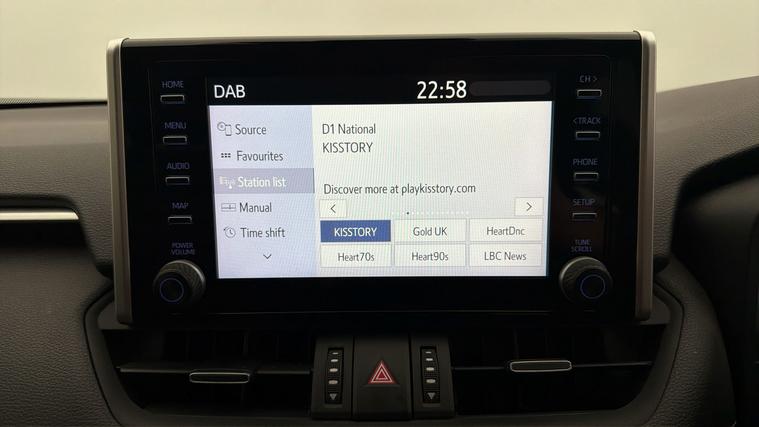 DAB 22:58
HOME
MENU
AUDIO
MAP
POWER
VOLUME
Source
Favourites
Station list
Manual
Time shift
D1 National
KISSTORY
Discover more at playkisstory.com
KISSTORY Gold UK HeartDnc
Heart70s Heart90s LBC News
CH >
< TRACK
PHONE
SETUP
TUNE
SCROLL